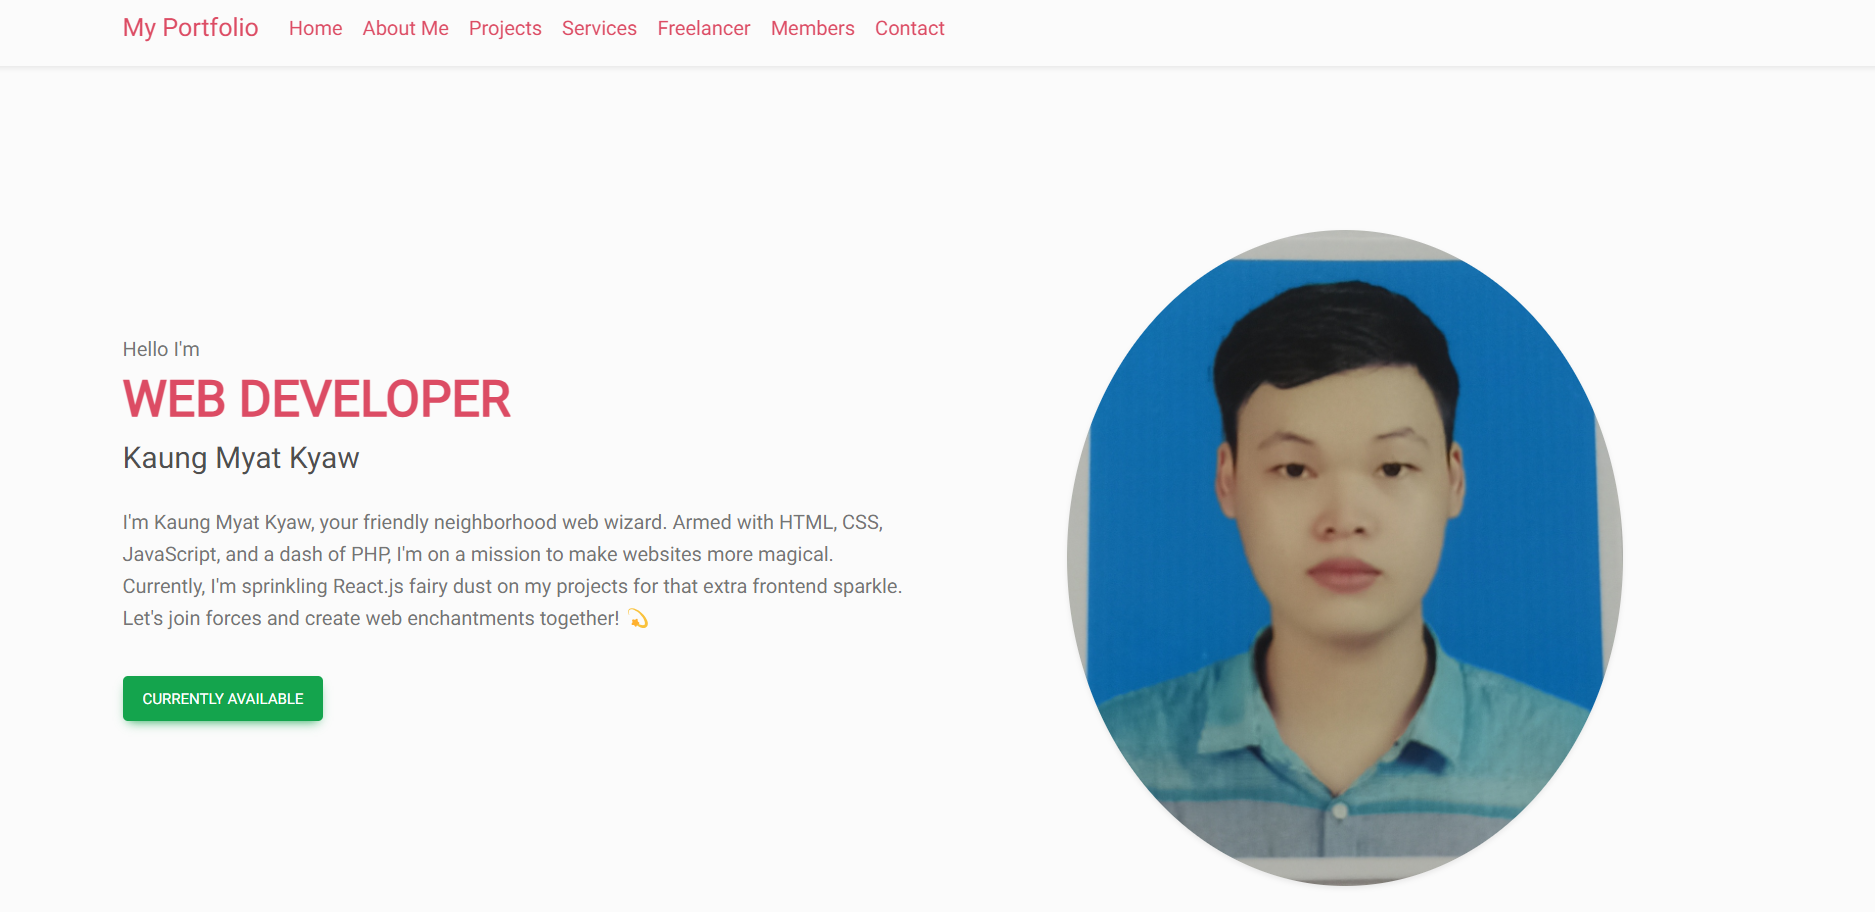 My Portfolio Home About Me Projects Services Freelancer Members Contact
Hello I'm
WEB DEVELOPER
Kaung Myat Kyaw
I'm Kaung Myat Kyaw, your friendly neighborhood web wizard. Armed with HTML, CSS,
JavaScript, and a dash of PHP, I'm on a mission to make websites more magical.
Currently, I'm sprinkling React.js fairy dust on my projects for that extra frontend sparkle.
Let's join forces and create web enchantments together! 💫
CURRENTLY AVAILABLE